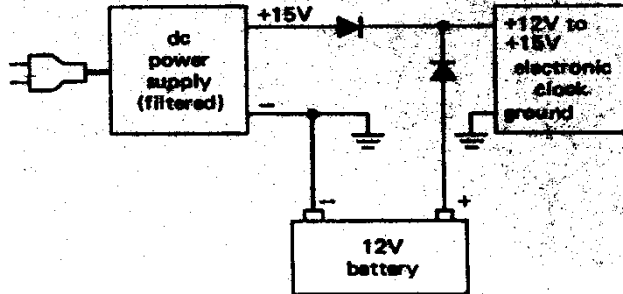 +15V
dc
power
supply
(filtered)
−
+12V to
+15V
electronic
clock
ground
−
+
12V
battery